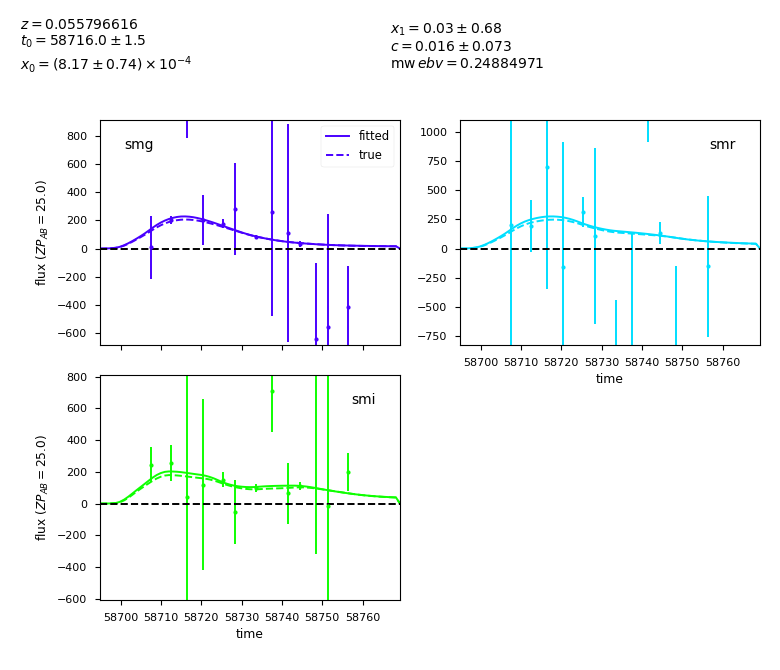 z = 0.055796616
t₀ = 58716.0 ± 1.5
x₀ = (8.17 ± 0.74) × 10⁻⁴
x₁ = 0.03 ± 0.68
c = 0.016 ± 0.073
mw ebv = 0.24884971
smg
fitted
true
800
600
400
200
0
−200
−400
−600
flux (ZP_AB = 25.0)
smr
1000
750
500
250
0
−250
−500
−750
58700 58710 58720 58730 58740 58750 58760
time
smi
800
600
400
200
0
−200
−400
−600
flux (ZP_AB = 25.0)
58700 58710 58720 58730 58740 58750 58760
time